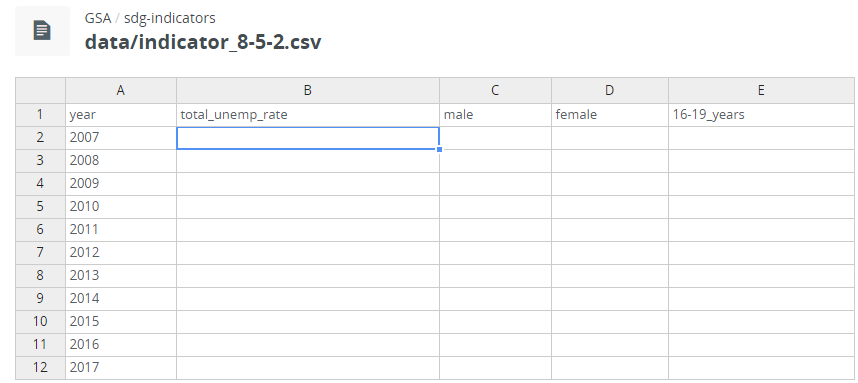 GSA / sdg-indicators
data/indicator_8-5-2.csv
A B C D E
1 year total_unemp_rate male female 16-19_years
2 2007
3 2008
4 2009
5 2010
6 2011
7 2012
8 2013
9 2014
10 2015
11 2016
12 2017